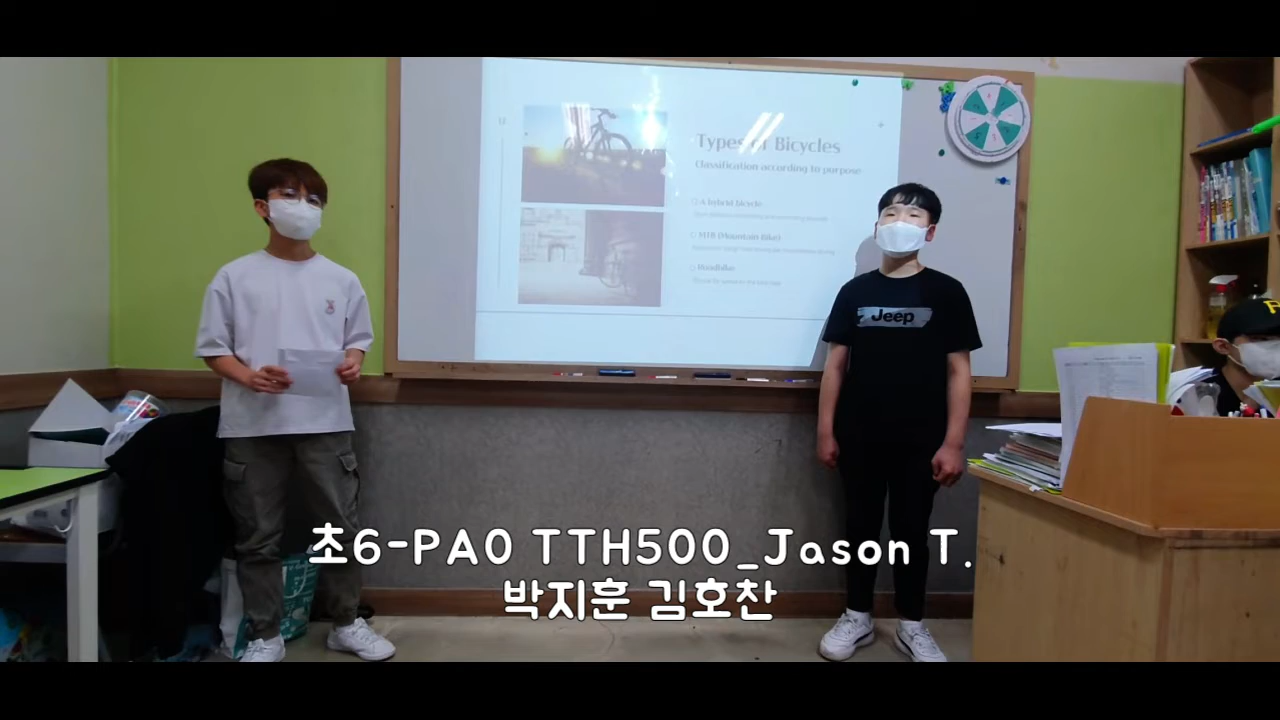 Types of Bicycles
Classification according to purpose
A hybrid bicycle
MTB (Mountain Bike)
Roadbike
Jeep
초6-PA0 TTH500_Jason T.
박지훈 김호찬